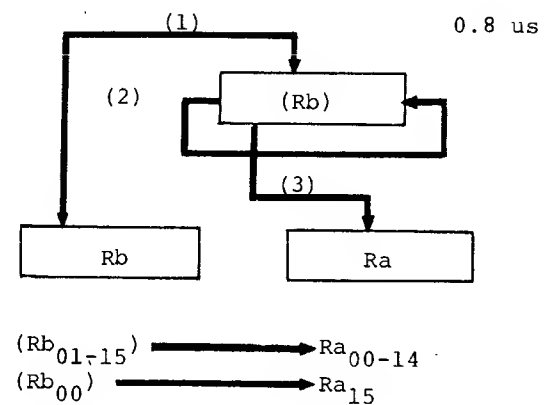 (1)
0.8 us
(2)
(Rb)
(3)
Rb
Ra
(Rb01-15) Ra00-14
(Rb00) Ra15